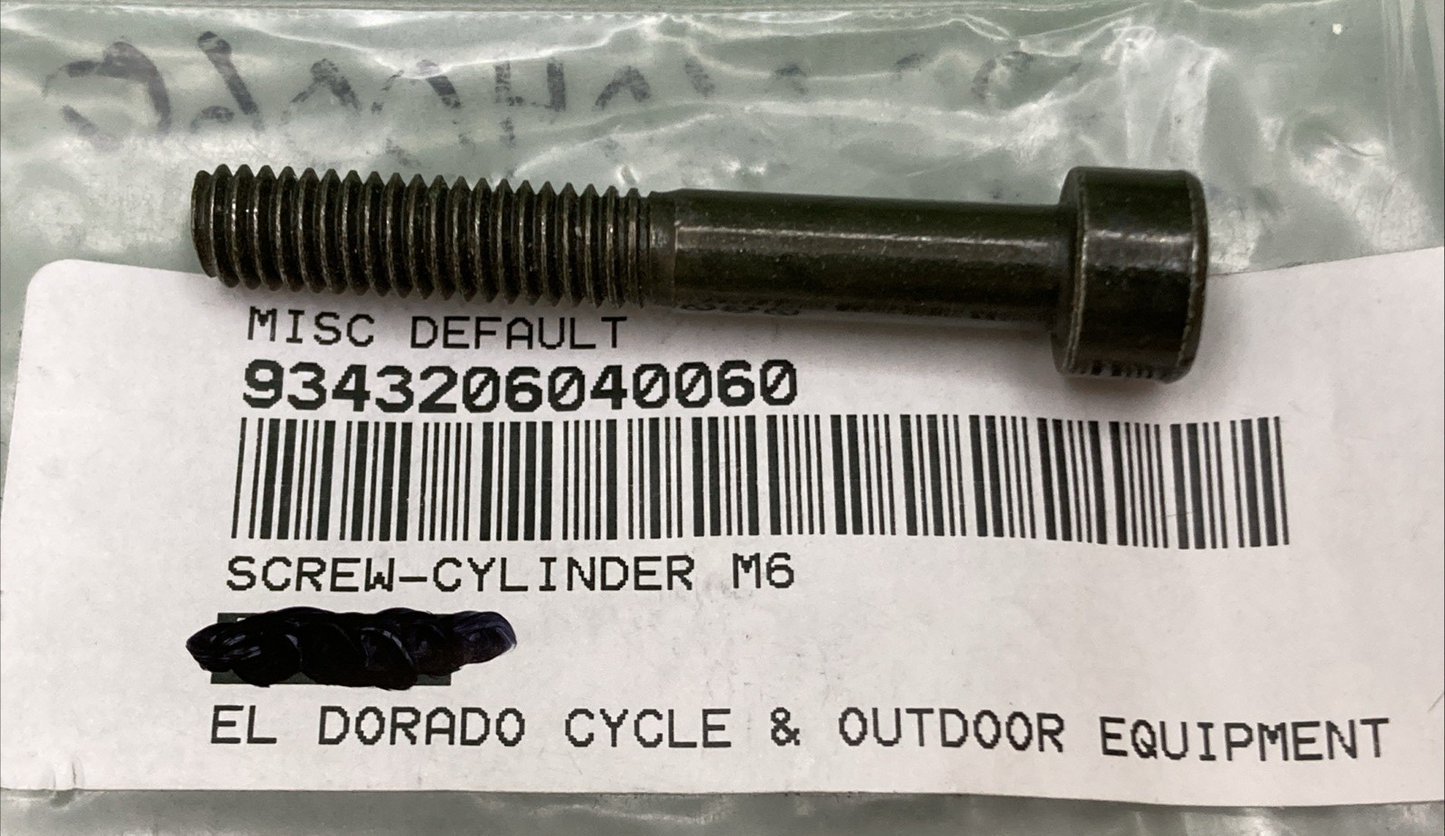 MISC DEFAULT
9343206040060
SCREW-CYLINDER M6
EL DORADO CYCLE & OUTDOOR EQUIPMENT